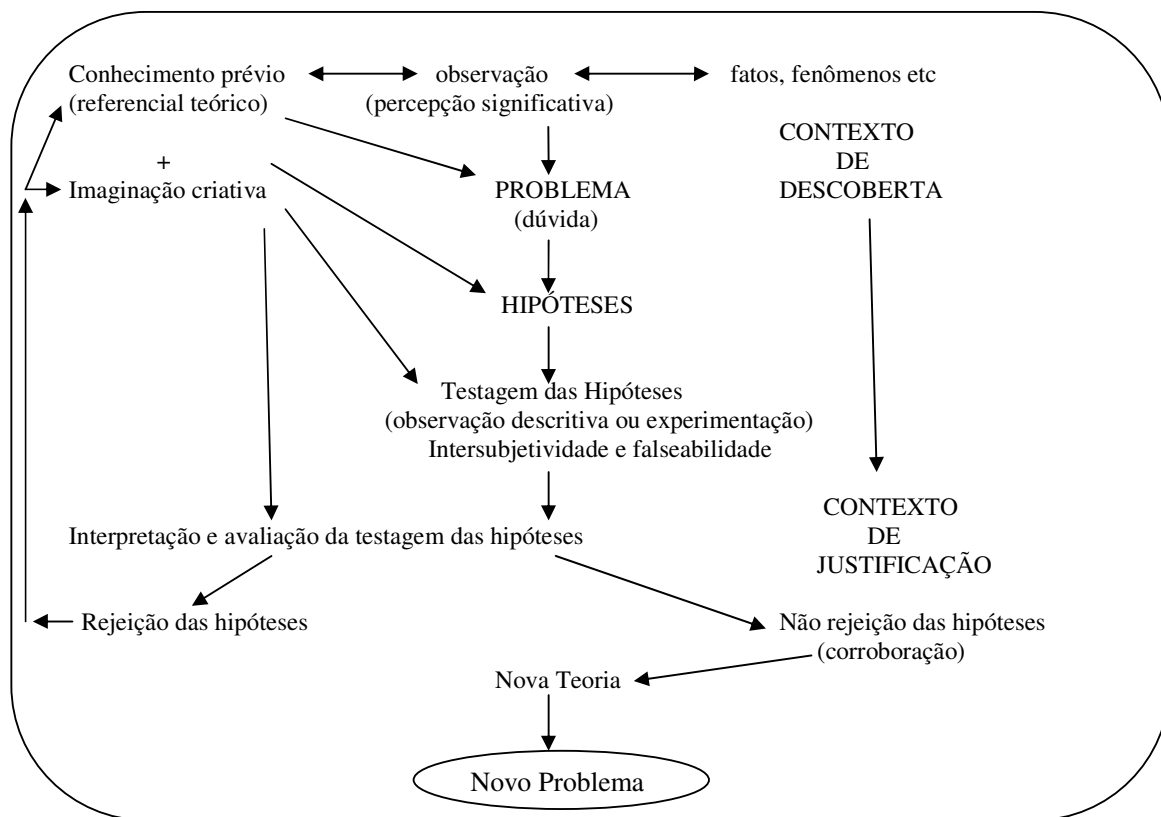 Conhecimento prévio observação fatos, fenômenos etc
(referencial teórico) (percepção significativa)
CONTEXTO
DE
DESCOBERTA
+
Imaginação criativa
PROBLEMA
(dúvida)
HIPÓTESES
Testagem das Hipóteses
(observação descritiva ou experimentação)
Intersubjetividade e falseabilidade
CONTEXTO
DE
JUSTIFICAÇÃO
Interpretação e avaliação da testagem das hipóteses
Rejeição das hipóteses
Não rejeição das hipóteses
(corroboração)
Nova Teoria
Novo Problema